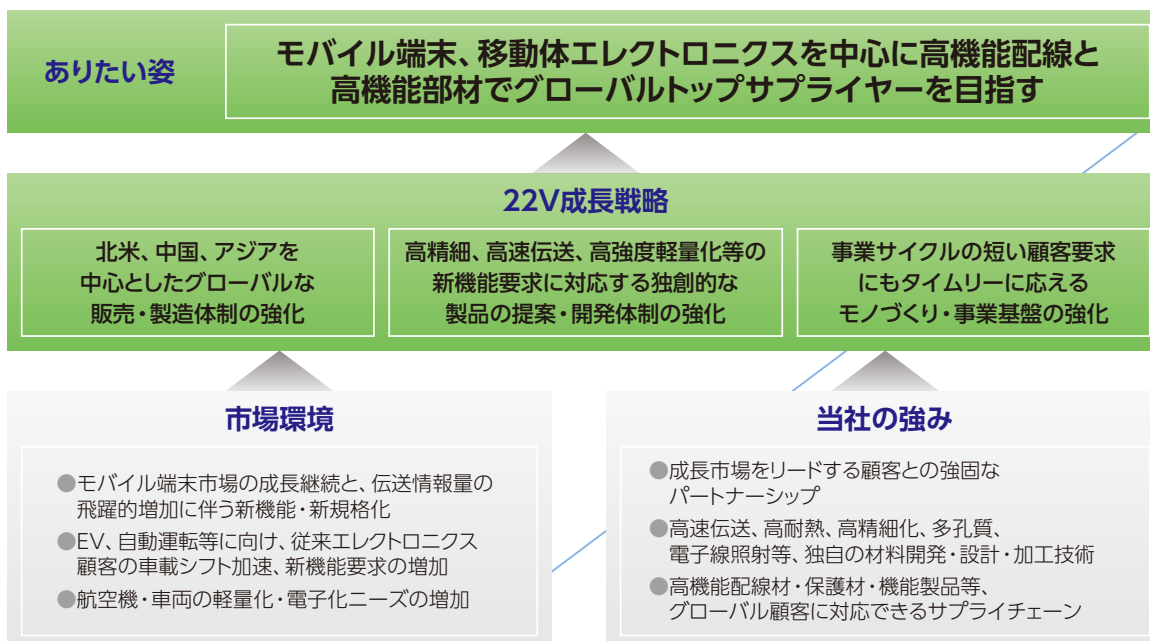 ありたい姿
モバイル端末、移動体エレクトロニクスを中心に高機能配線と
高機能部材でグローバルトップサプライヤーを目指す
22V成長戦略
北米、中国、アジアを
中心としたグローバルな
販売・製造体制の強化
高精細、高速伝送、高強度軽量化等の
新機能要求に対応する独創的な
製品の提案・開発体制の強化
事業サイクルの短い顧客要求
にもタイムリーに応える
モノづくり・事業基盤の強化
市場環境
●モバイル端末市場の成長継続と、伝送情報量の
飛躍的増加に伴う新機能・新規格化
●EV、自動運転等に向け、従来エレクトロニクス
顧客の車載シフト加速、新機能要求の増加
●航空機・車両の軽量化・電子化ニーズの増加
当社の強み
●成長市場をリードする顧客との強固な
パートナーシップ
●高速伝送、高耐熱、高精細化、多孔質、
電子線照射等、独自の材料開発・設計・加工技術
●高機能配線材・保護材・機能製品等、
グローバル顧客に対応できるサプライチェーン